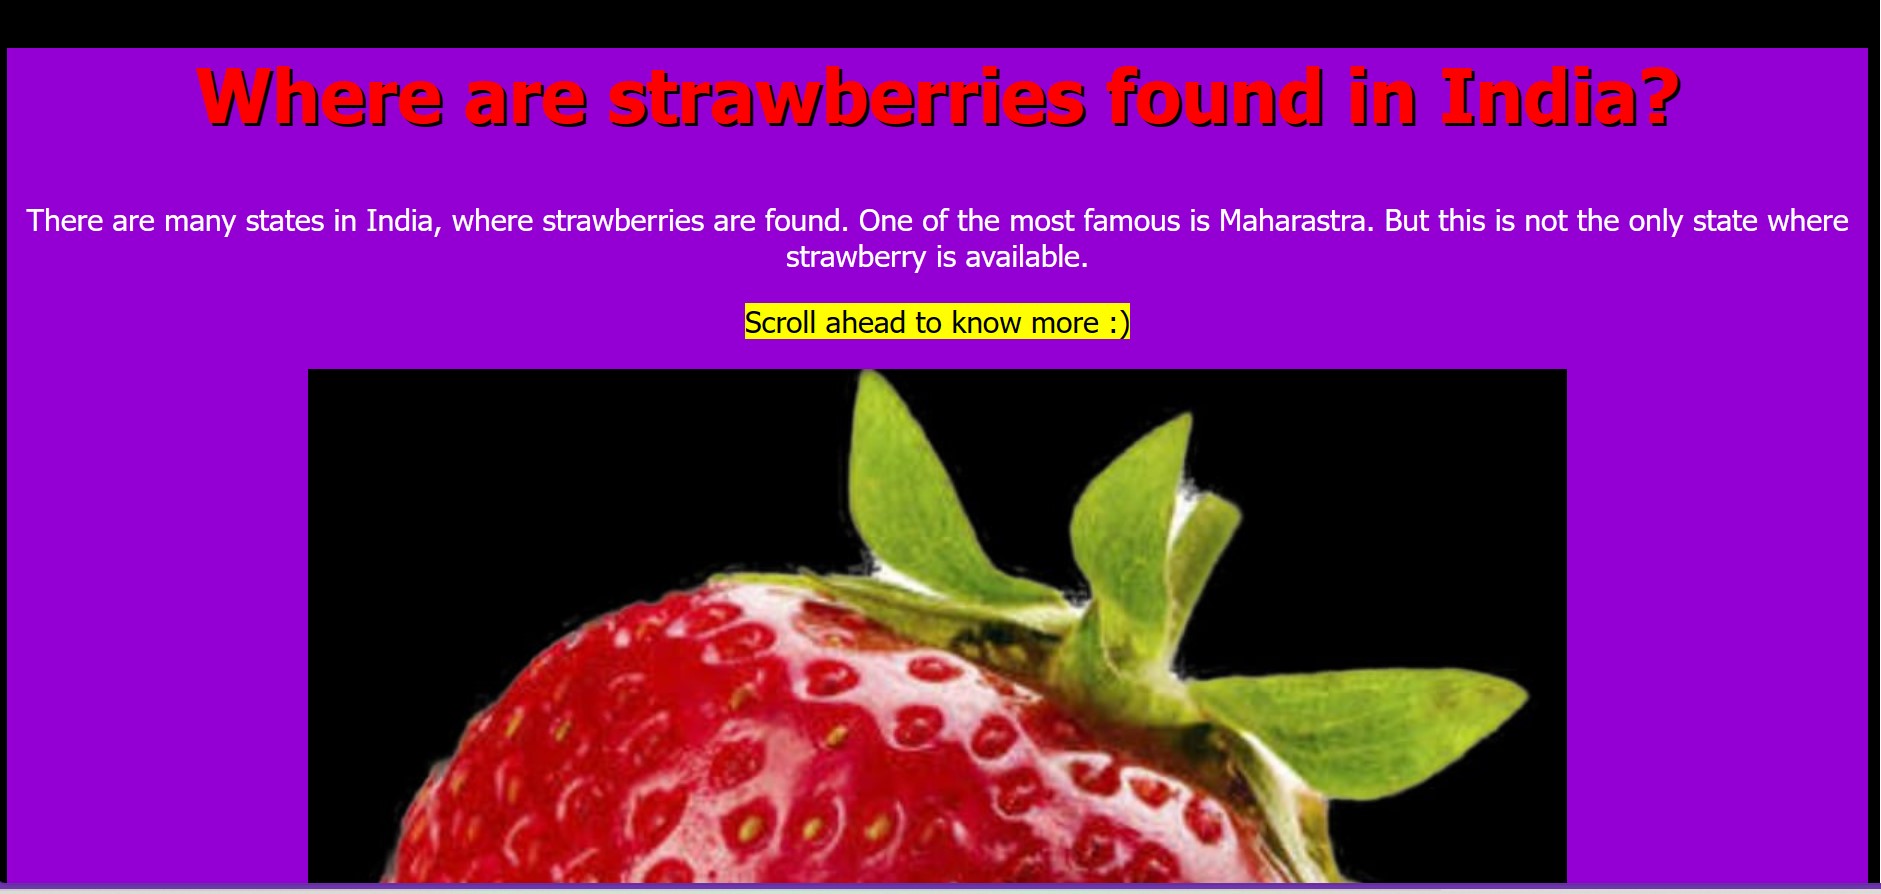 Where are strawberries found in India?
There are many states in India, where strawberries are found. One of the most famous is Maharastra. But this is not the only state where
strawberry is available.
Scroll ahead to know more :)